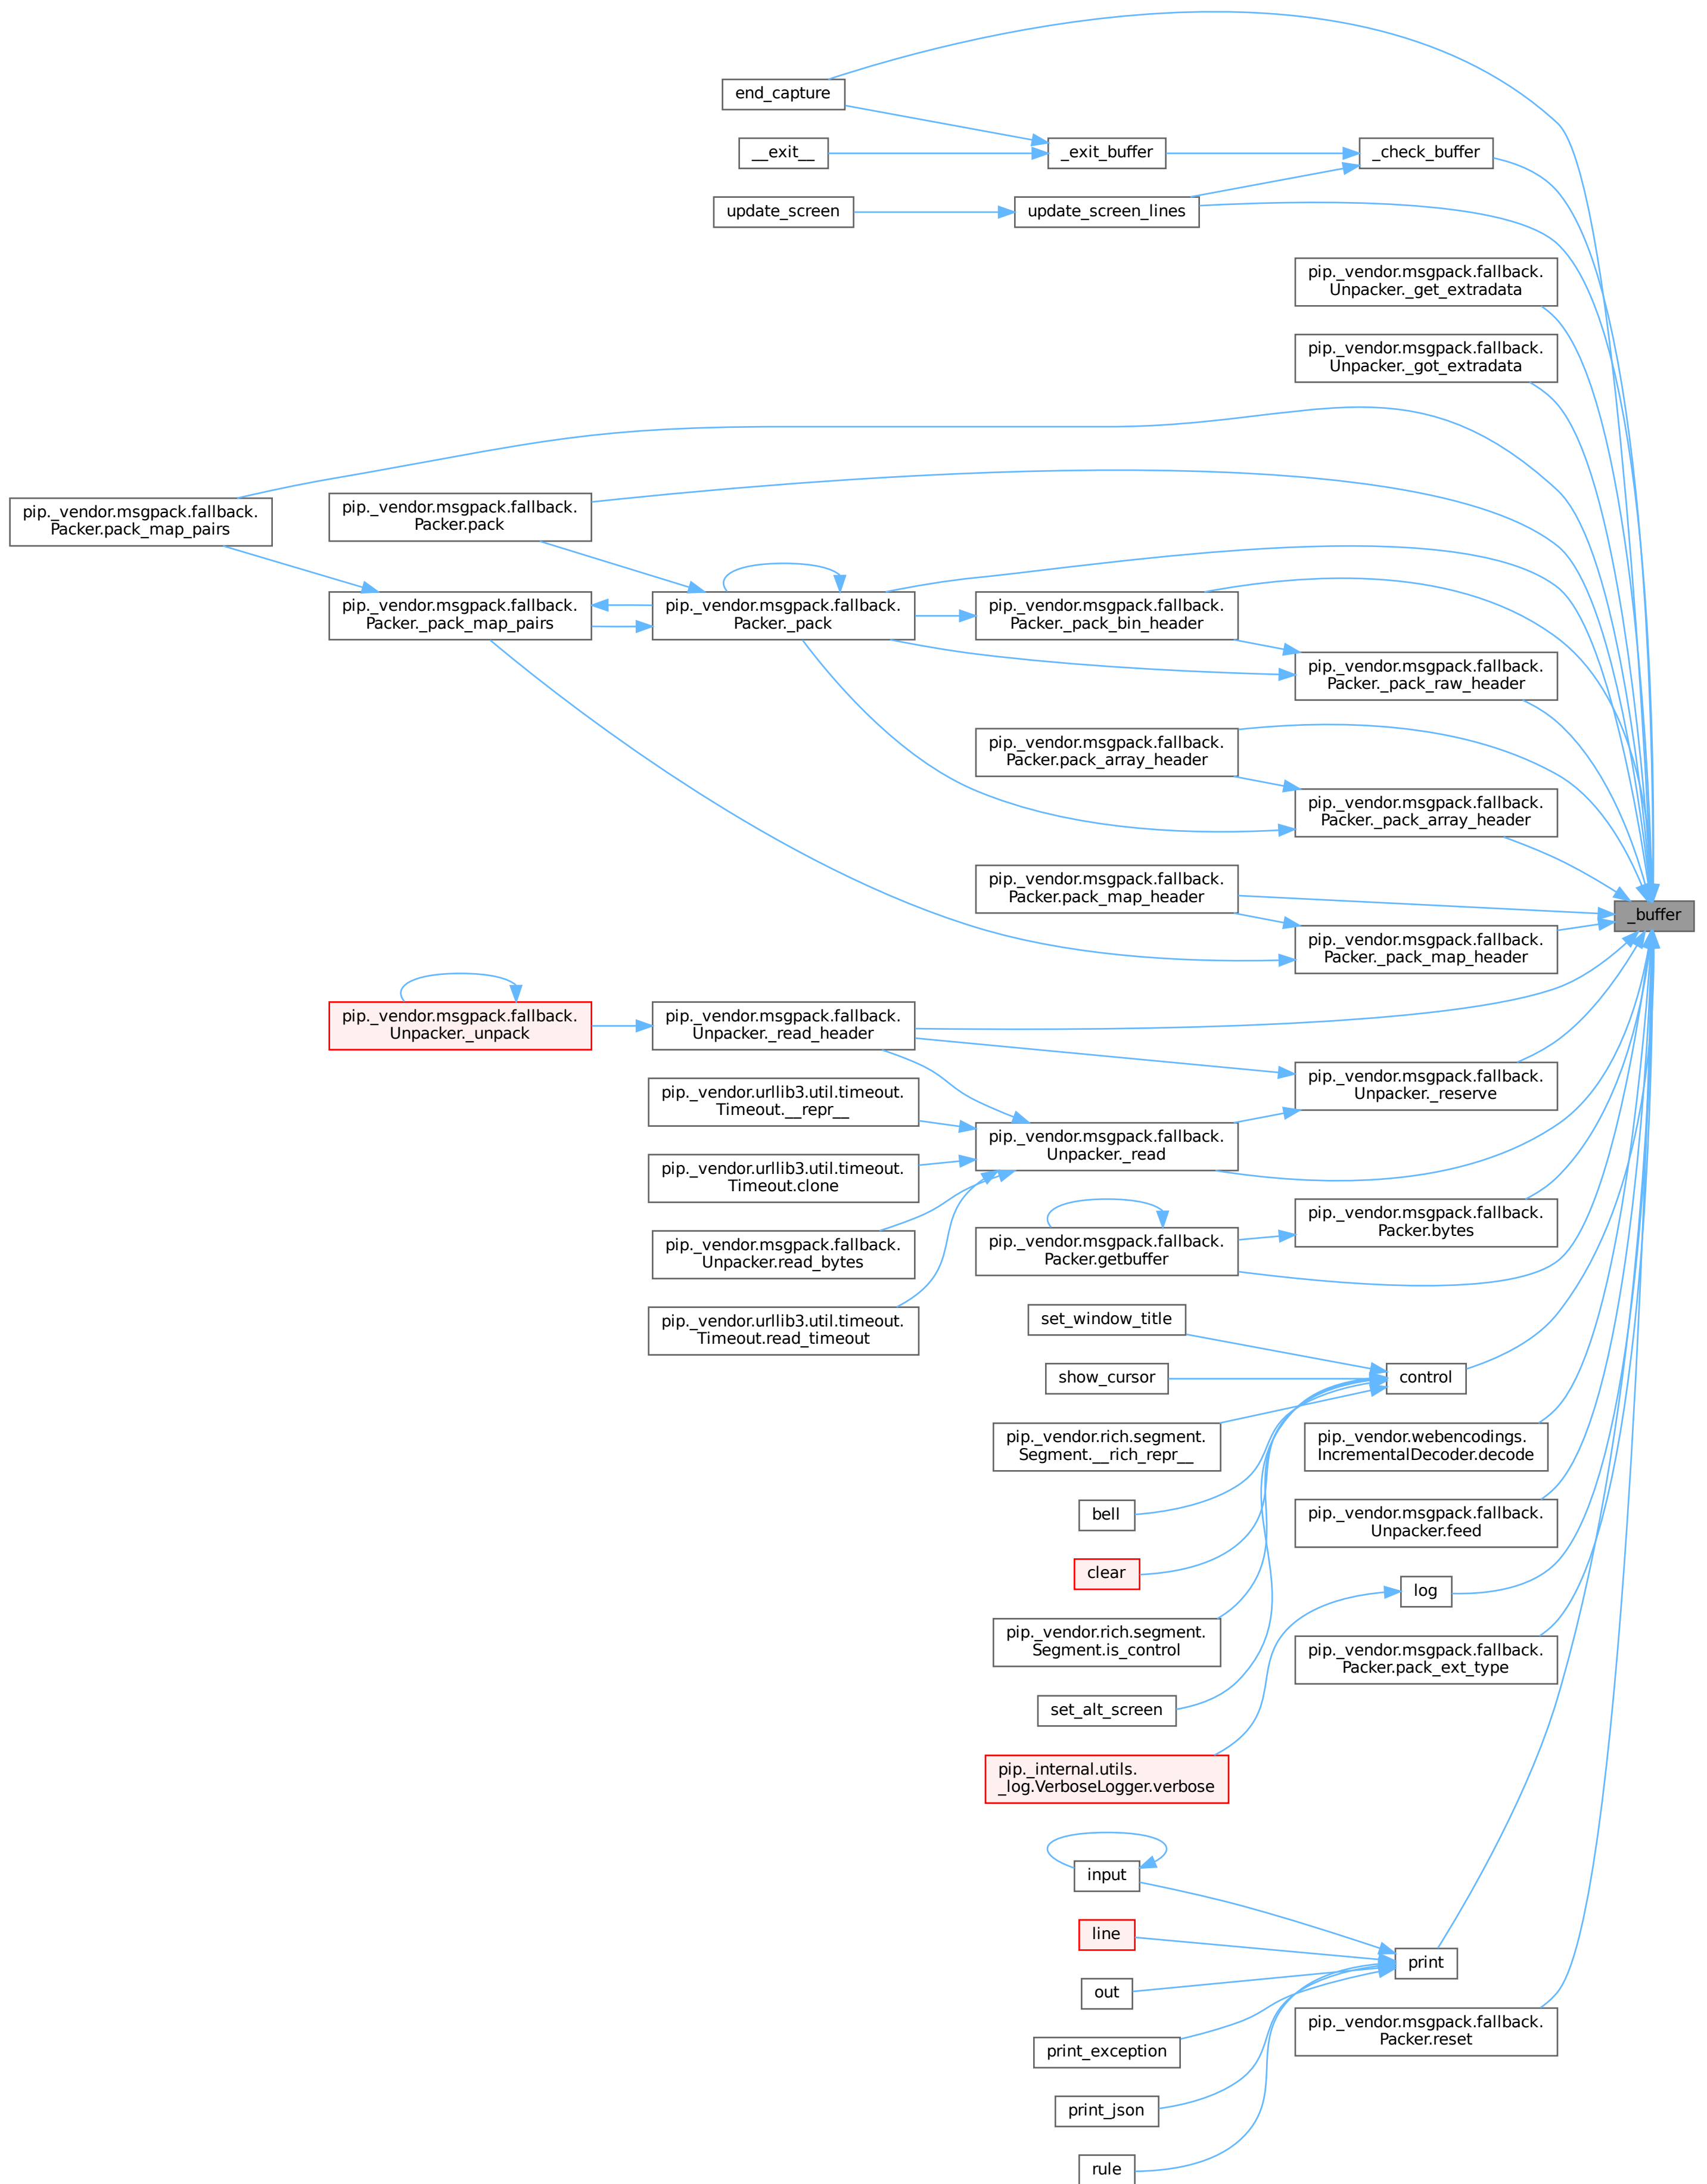 end_capture
__exit__
_exit_buffer
_check_buffer
update_screen
update_screen_lines
pip._vendor.msgpack.fallback.
Unpacker._get_extradata
pip._vendor.msgpack.fallback.
Unpacker._got_extradata
pip._vendor.msgpack.fallback.
Packer.pack_map_pairs
pip._vendor.msgpack.fallback.
Packer.pack
pip._vendor.msgpack.fallback.
Packer._pack_map_pairs
pip._vendor.msgpack.fallback.
Packer._pack
pip._vendor.msgpack.fallback.
Packer._pack_bin_header
pip._vendor.msgpack.fallback.
Packer._pack_raw_header
pip._vendor.msgpack.fallback.
Packer.pack_array_header
pip._vendor.msgpack.fallback.
Packer._pack_array_header
pip._vendor.msgpack.fallback.
Packer.pack_map_header
_buffer
pip._vendor.msgpack.fallback.
Packer._pack_map_header
pip._vendor.msgpack.fallback.
Unpacker._unpack
pip._vendor.msgpack.fallback.
Unpacker._read_header
pip._vendor.msgpack.fallback.
Unpacker._reserve
pip._vendor.urllib3.util.timeout.
Timeout.__repr__
pip._vendor.msgpack.fallback.
Unpacker._read
pip._vendor.urllib3.util.timeout.
Timeout.clone
pip._vendor.msgpack.fallback.
Unpacker.read_bytes
pip._vendor.msgpack.fallback.
Packer.getbuffer
pip._vendor.msgpack.fallback.
Packer.bytes
pip._vendor.urllib3.util.timeout.
Timeout.read_timeout
set_window_title
show_cursor
control
pip._vendor.rich.segment.
Segment.__rich_repr__
pip._vendor.webencodings.
IncrementalDecoder.decode
bell
pip._vendor.msgpack.fallback.
Unpacker.feed
clear
log
pip._vendor.rich.segment.
Segment.is_control
pip._vendor.msgpack.fallback.
Packer.pack_ext_type
set_alt_screen
pip._internal.utils.
_log.VerboseLogger.verbose
input
line
print
out
pip._vendor.msgpack.fallback.
Packer.reset
print_exception
print_json
rule